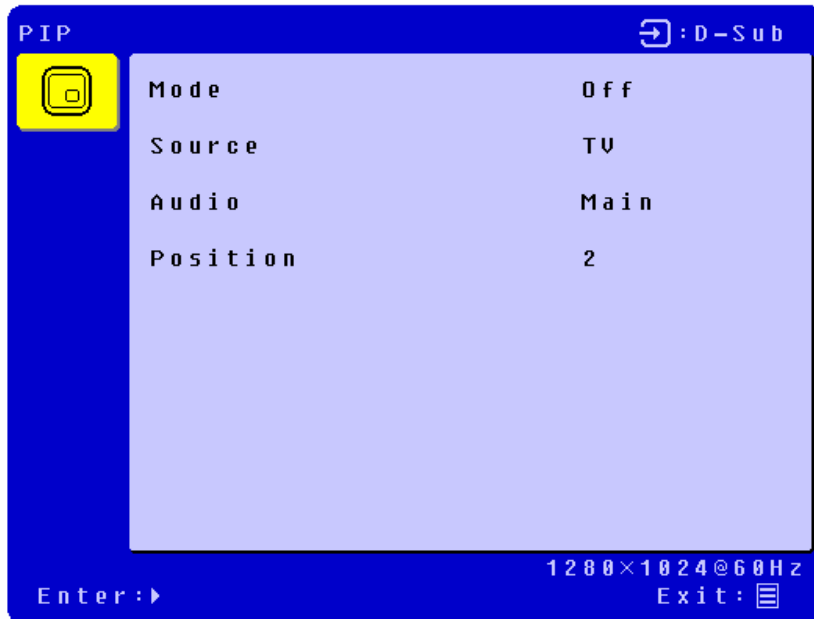 PIP :D-Sub
Mode Off
Source TV
Audio Main
Position 2
1280×1024@60Hz
Enter: Exit: